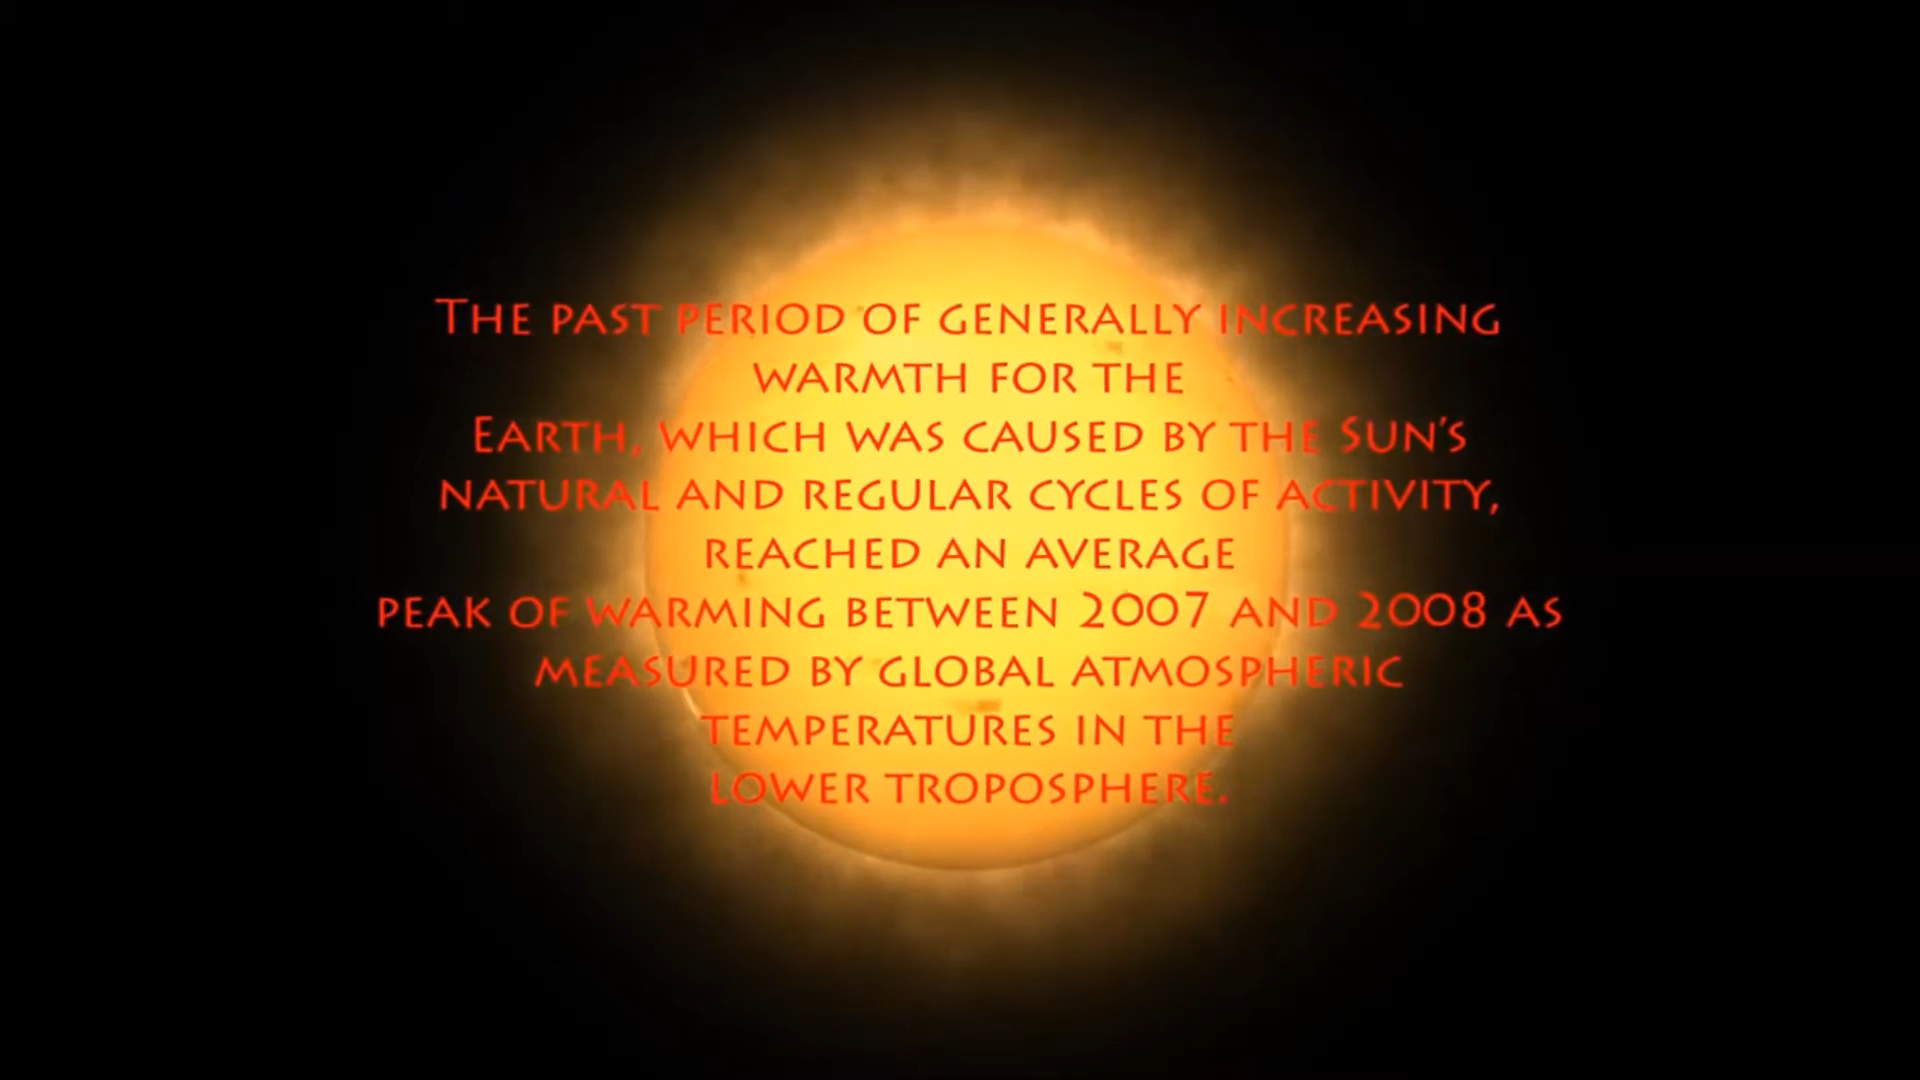 The past period of generally increasing
warmth for the
Earth, which was caused by the Sun's
natural and regular cycles of activity,
reached an average
peak of warming between 2007 and 2008 as
measured by global atmospheric
temperatures in the
lower troposphere.